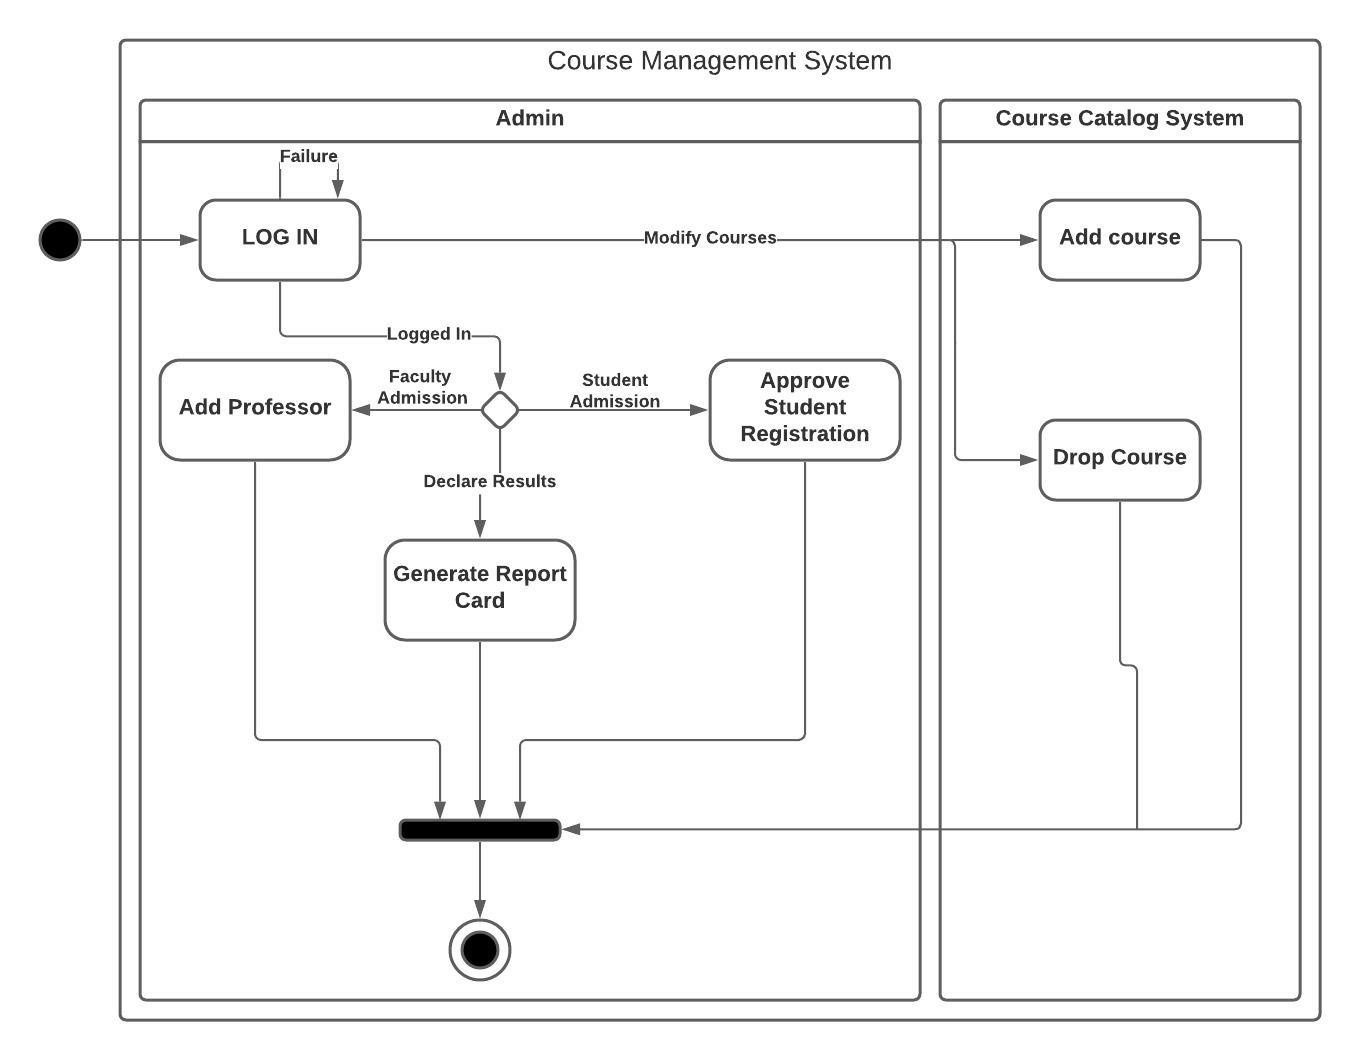 Course Management System
Admin
Course Catalog System
Failure
LOG IN
Modify Courses
Add course
Logged In
Add Professor
Faculty
Admission
Student
Admission
Approve
Student
Registration
Drop Course
Declare Results
Generate Report
Card